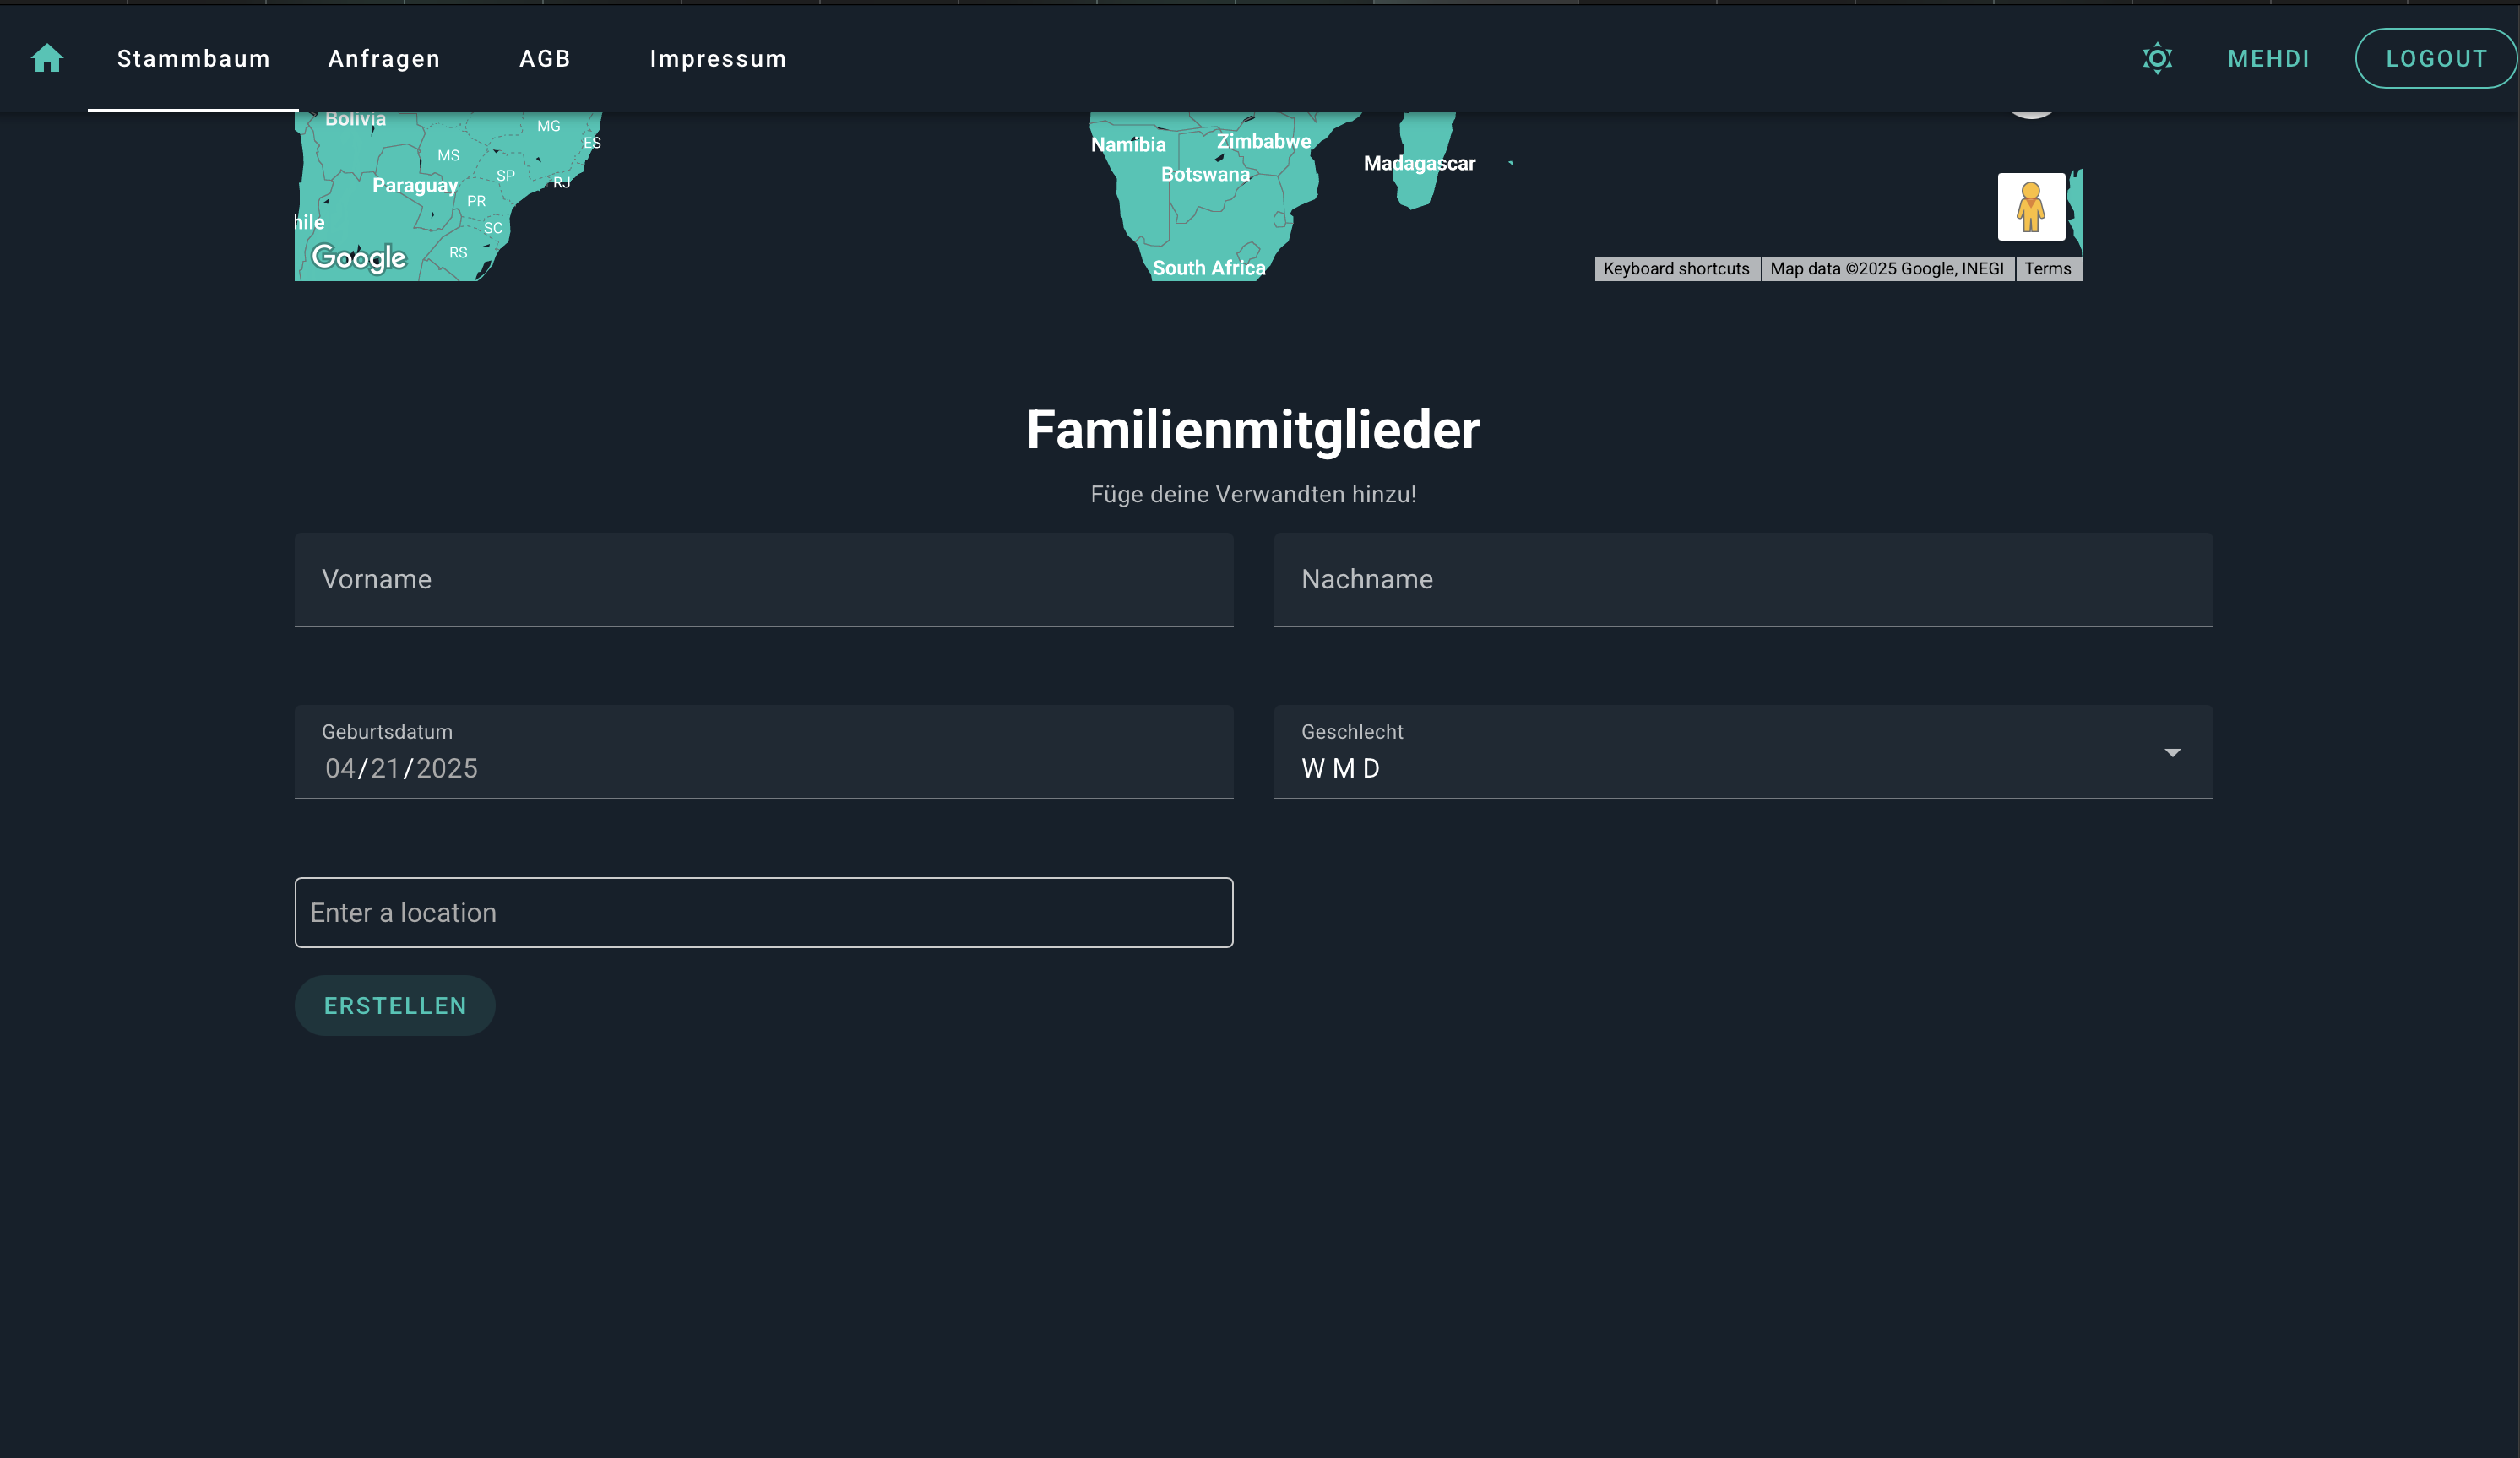 Stammbaum Anfragen AGB Impressum MEHDI LOGOUT
Bolivia
MG
ES
MS
Paraguay
SP
RJ
PR
hile
SC
RS
Google
Namibia
Zimbabwe
Botswana
Madagascar
South Africa
Keyboard shortcuts Map data ©2025 Google, INEGI Terms
Familienmitglieder
Füge deine Verwandten hinzu!
Vorname
Nachname
Geburtsdatum
04/21/2025
Geschlecht
W M D
Enter a location
ERSTELLEN